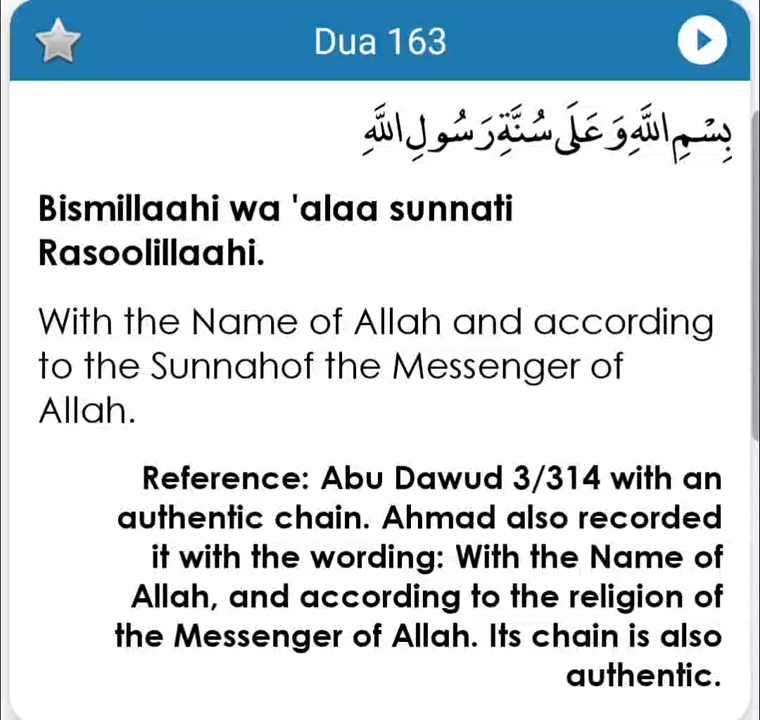 Dua 163
بِسْمِ اللَّهِ وَ عَلَى سُنَّةِ رَسُولِ اللَّهِ
Bismillaahi wa 'alaa sunnati
Rasoolillaahi.
With the Name of Allah and according
to the Sunnahof the Messenger of
Allah.
Reference: Abu Dawud 3/314 with an
authentic chain. Ahmad also recorded
it with the wording: With the Name of
Allah, and according to the religion of
the Messenger of Allah. Its chain is also
authentic.